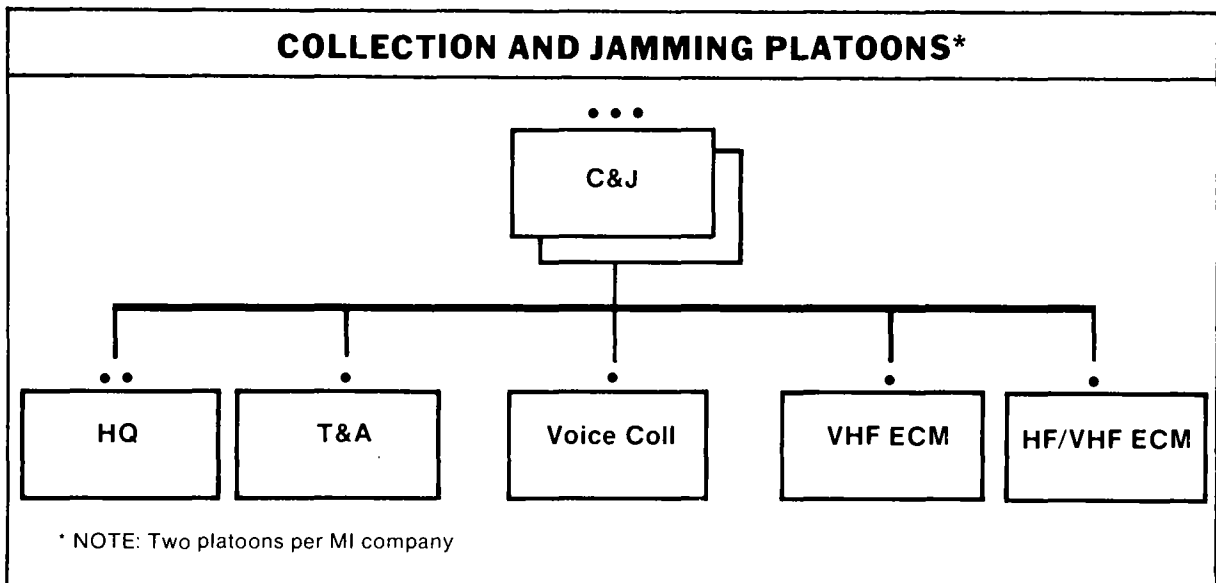 COLLECTION AND JAMMING PLATOONS*
C&J
HQ
T&A
Voice Coll
VHF ECM
HF/VHF ECM
* NOTE: Two platoons per MI company